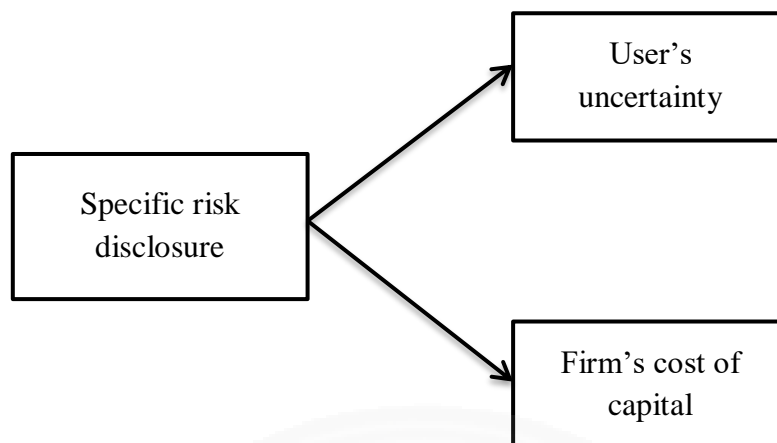 User’s
uncertainty
Specific risk
disclosure
Firm’s cost of
capital